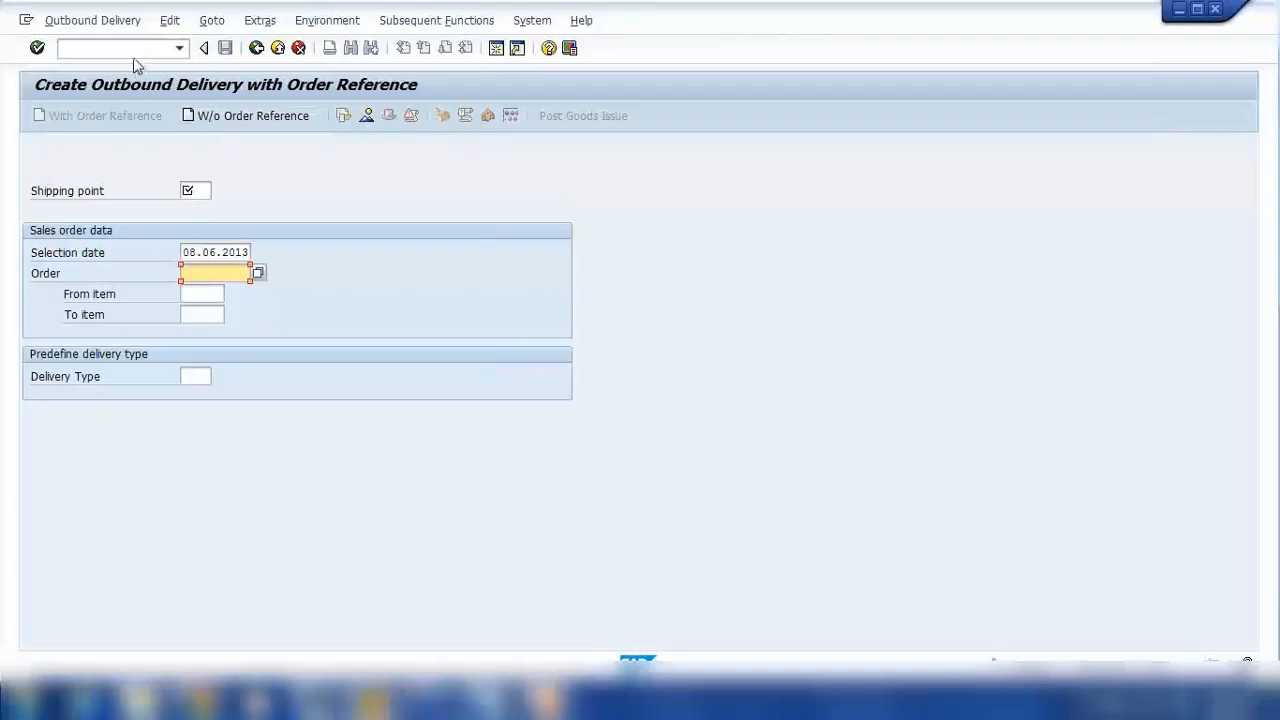 Outbound Delivery Edit Goto Extras Environment Subsequent Functions System Help
Create Outbound Delivery with Order Reference
With Order Reference W/o Order Reference Post Goods Issue
Shipping point
Sales order data
Selection date 08.06.2013
Order
From item
To item
Predefine delivery type
Delivery Type